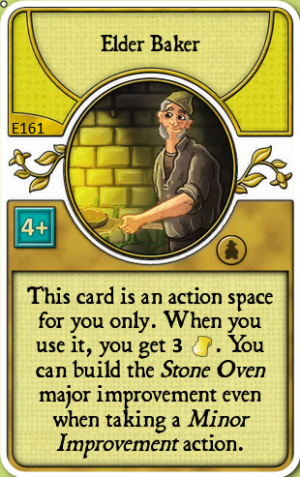 Elder Baker
E161
4+
This card is an action space
for you only. When you
use it, you get 3 . You
can build the Stone Oven
major improvement even
when taking a Minor
Improvement action.